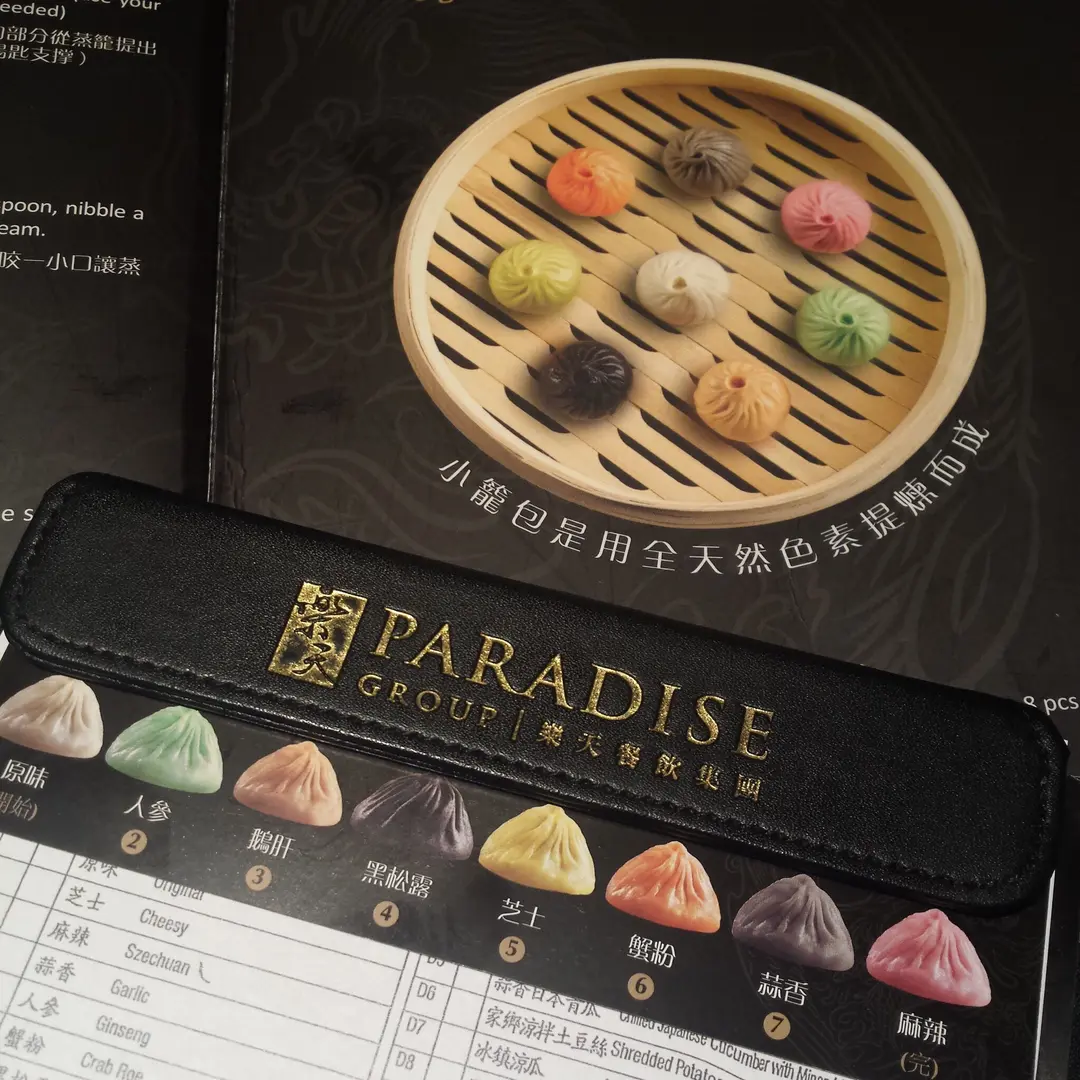 your
eeded)
部分從蒸籠提出
匙支撐）
spoon, nibble a
eam.
咬一小口讓蒸
e s
小籠包是用全天然色素提煉而成
樂天
PARADISE
GROUP | 樂天餐飲集團
8 pcs
原味
開始)
人參
2
鵝肝
3
黑松露
4
芝士
5
蟹粉
6
蒜香
7
麻辣
(完)
原味 Original
芝士 Cheesy
麻辣 Szechuan
蒜香 Garlic
人參 Ginseng
蟹粉 Crab Roe
D6 蒜香日本青瓜 Chilled Japanese Cucumber with
D7 家鄉涼拌土豆絲 Shredded Potato
D8 冰鎮涼瓜